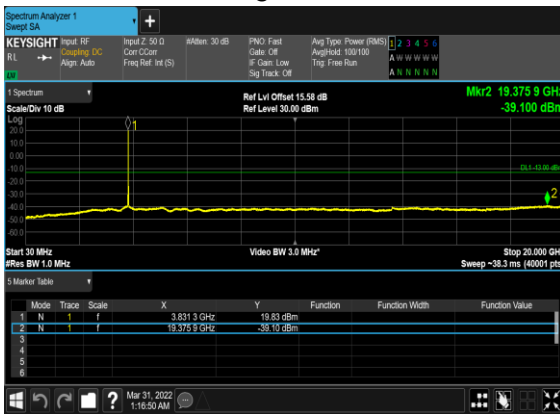 Spectrum Analyzer 1
Swept SA
KEYSIGHT Input: RF Input Z: 50 Ω #Atten: 30 dB PNO: Fast Avg Type: Power (RMS) 1 2 3 4 5 6
RL Coupling: DC Corr CCorr Gate: Off Avg|Hold: 100/100 A W W W W W
Align: Auto Freq Ref: Int (S) IF Gain: Low Trig: Free Run
LV Sig Track: Off A N N N N N
1 Spectrum Mkr2 19.375 9 GHz
Scale/Div 10 dB Ref Lvl Offset 15.58 dB -39.100 dBm
Ref Level 30.00 dBm
Log
20.0 1
10.0
0.00
-10.0 DL1 -13.00 dBm
-20.0
-30.0 2
-40.0
-50.0
-60.0
Start 30 MHz Video BW 3.0 MHz* Stop 20.000 GH
#Res BW 1.0 MHz Sweep ~38.3 ms (40001 pts
5 Marker Table
Mode Trace Scale X Y Function Function Width Function Value
1 N 1 f 3.831 3 GHz 19.83 dBm
2 N 1 f 19.375 9 GHz -39.10 dBm
3
4
5
6
? Mar 31, 2022
1:16:50 AM